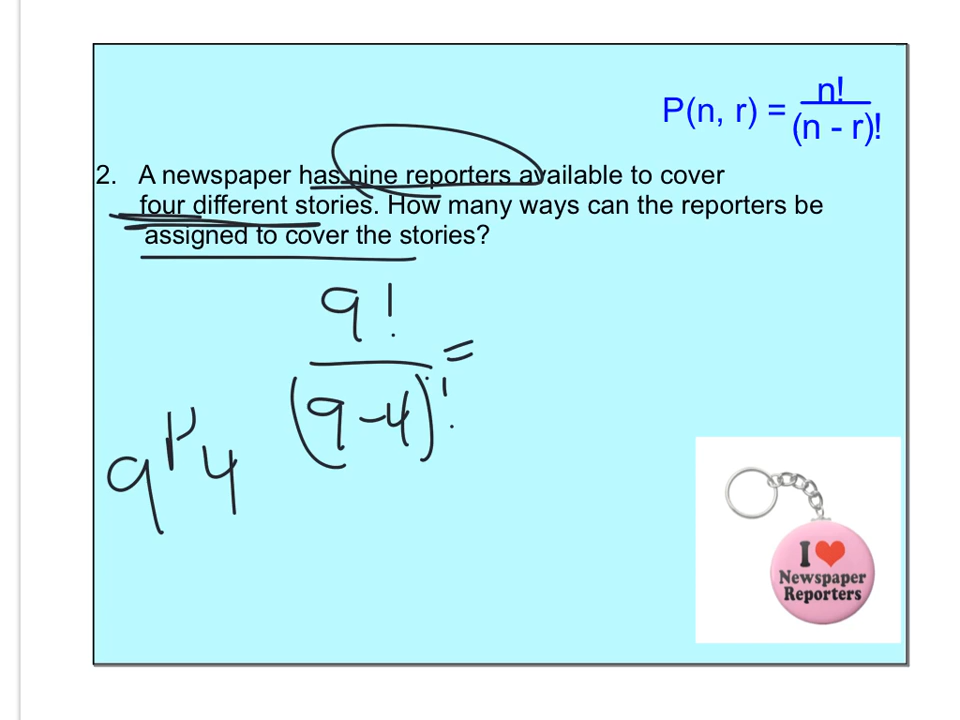 P(n, r) = n!
(n - r)!
2. A newspaper has nine reporters available to cover
four different stories. How many ways can the reporters be
assigned to cover the stories?
9! =
(9-4)!
9P4
I ❤
Newspaper
Reporters